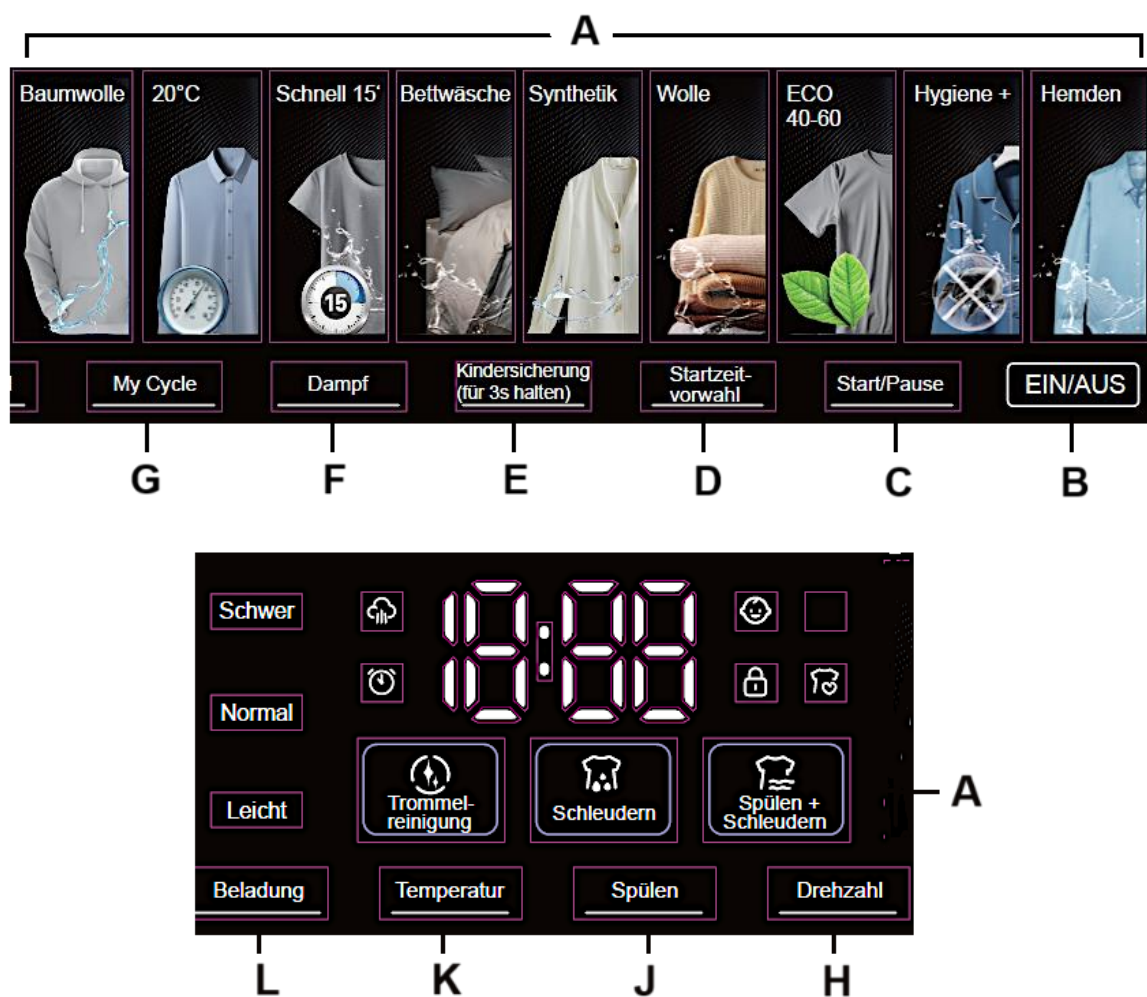 A
Baumwolle
20°C
Schnell 15'
Bettwäsche
Synthetik
Wolle
ECO
40-60
Hygiene +
Hemden
15
My Cycle
Dampf
Kindersicherung
(für 3s halten)
Startzeit-
vorwahl
Start/Pause
EIN/AUS
G
F
E
D
C
B
Schwer
18:88
Normal
Leicht
Trommel-
reinigung
Schleudern
Spülen +
Schleudern
A
Beladung
Temperatur
Spülen
Drehzahl
L
K
J
H